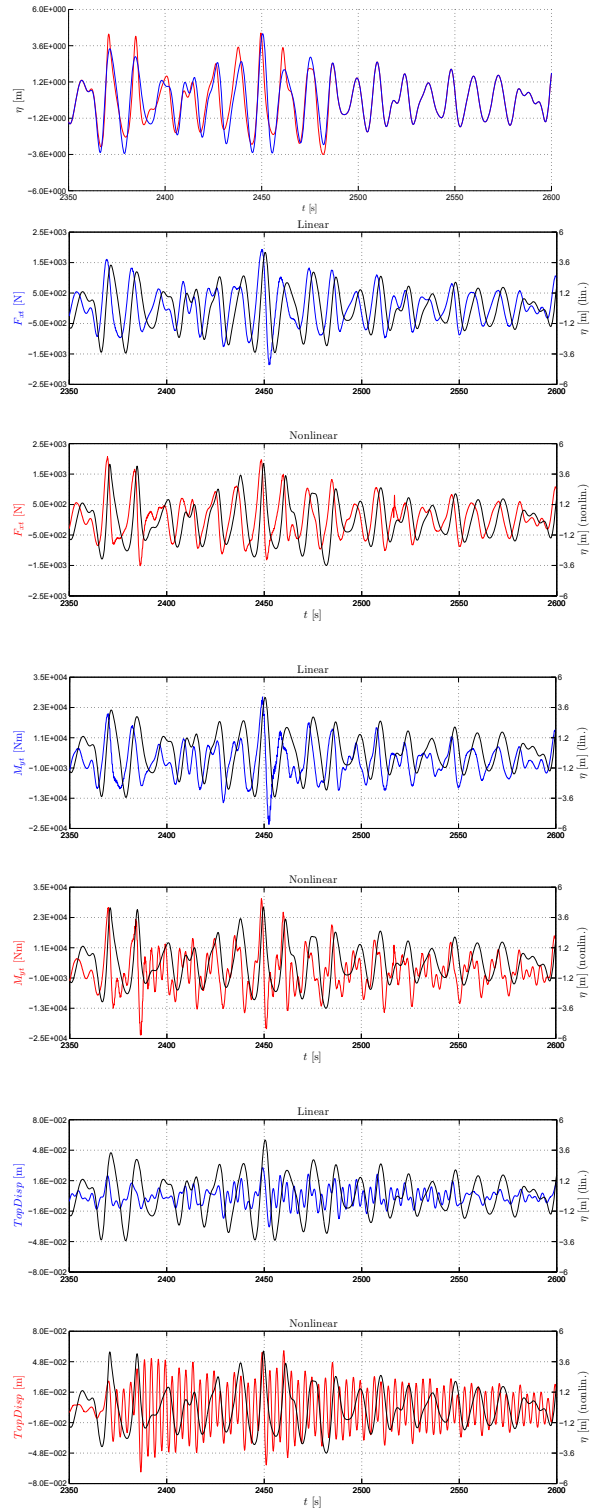 6.0E+000
3.6E+000
1.2E+000
−1.2E+000
−3.6E+000
−6.0E+000
η [m]
2350 2400 2450 2500 2550 2600
t [s]
Linear
2.5E+003
1.5E+003
5.0E+002
−5.0E+002
−1.5E+003
−2.5E+003
F_xt [N]
6
3.6
1.2
−1.2
−3.6
−6
η [m] (lin.)
2350 2400 2450 2500 2550 2600
Nonlinear
2.5E+003
1.5E+003
5.0E+002
−5.0E+002
−1.5E+003
−2.5E+003
F_xt [N]
6
3.6
1.2
−1.2
−3.6
−6
η [m] (nonlin.)
2350 2400 2450 2500 2550 2600
t [s]
Linear
3.5E+004
2.3E+004
1.1E+004
−1.0E+003
−1.3E+004
−2.5E+004
M_yt [Nm]
6
3.6
1.2
−1.2
−3.6
−6
η [m] (lin.)
2350 2400 2450 2500 2550 2600
Nonlinear
3.5E+004
2.3E+004
1.1E+004
−1.0E+003
−1.3E+004
−2.5E+004
M_yt [Nm]
6
3.6
1.2
−1.2
−3.6
−6
η [m] (nonlin.)
2350 2400 2450 2500 2550 2600
t [s]
Linear
8.0E−002
4.8E−002
1.6E−002
−1.6E−002
−4.8E−002
−8.0E−002
TopDisp [m]
6
3.6
1.2
−1.2
−3.6
−6
η [m] (lin.)
2350 2400 2450 2500 2550 2600
Nonlinear
8.0E−002
4.8E−002
1.6E−002
−1.6E−002
−4.8E−002
−8.0E−002
TopDisp [m]
6
3.6
1.2
−1.2
−3.6
−6
η [m] (nonlin.)
2350 2400 2450 2500 2550 2600
t [s]